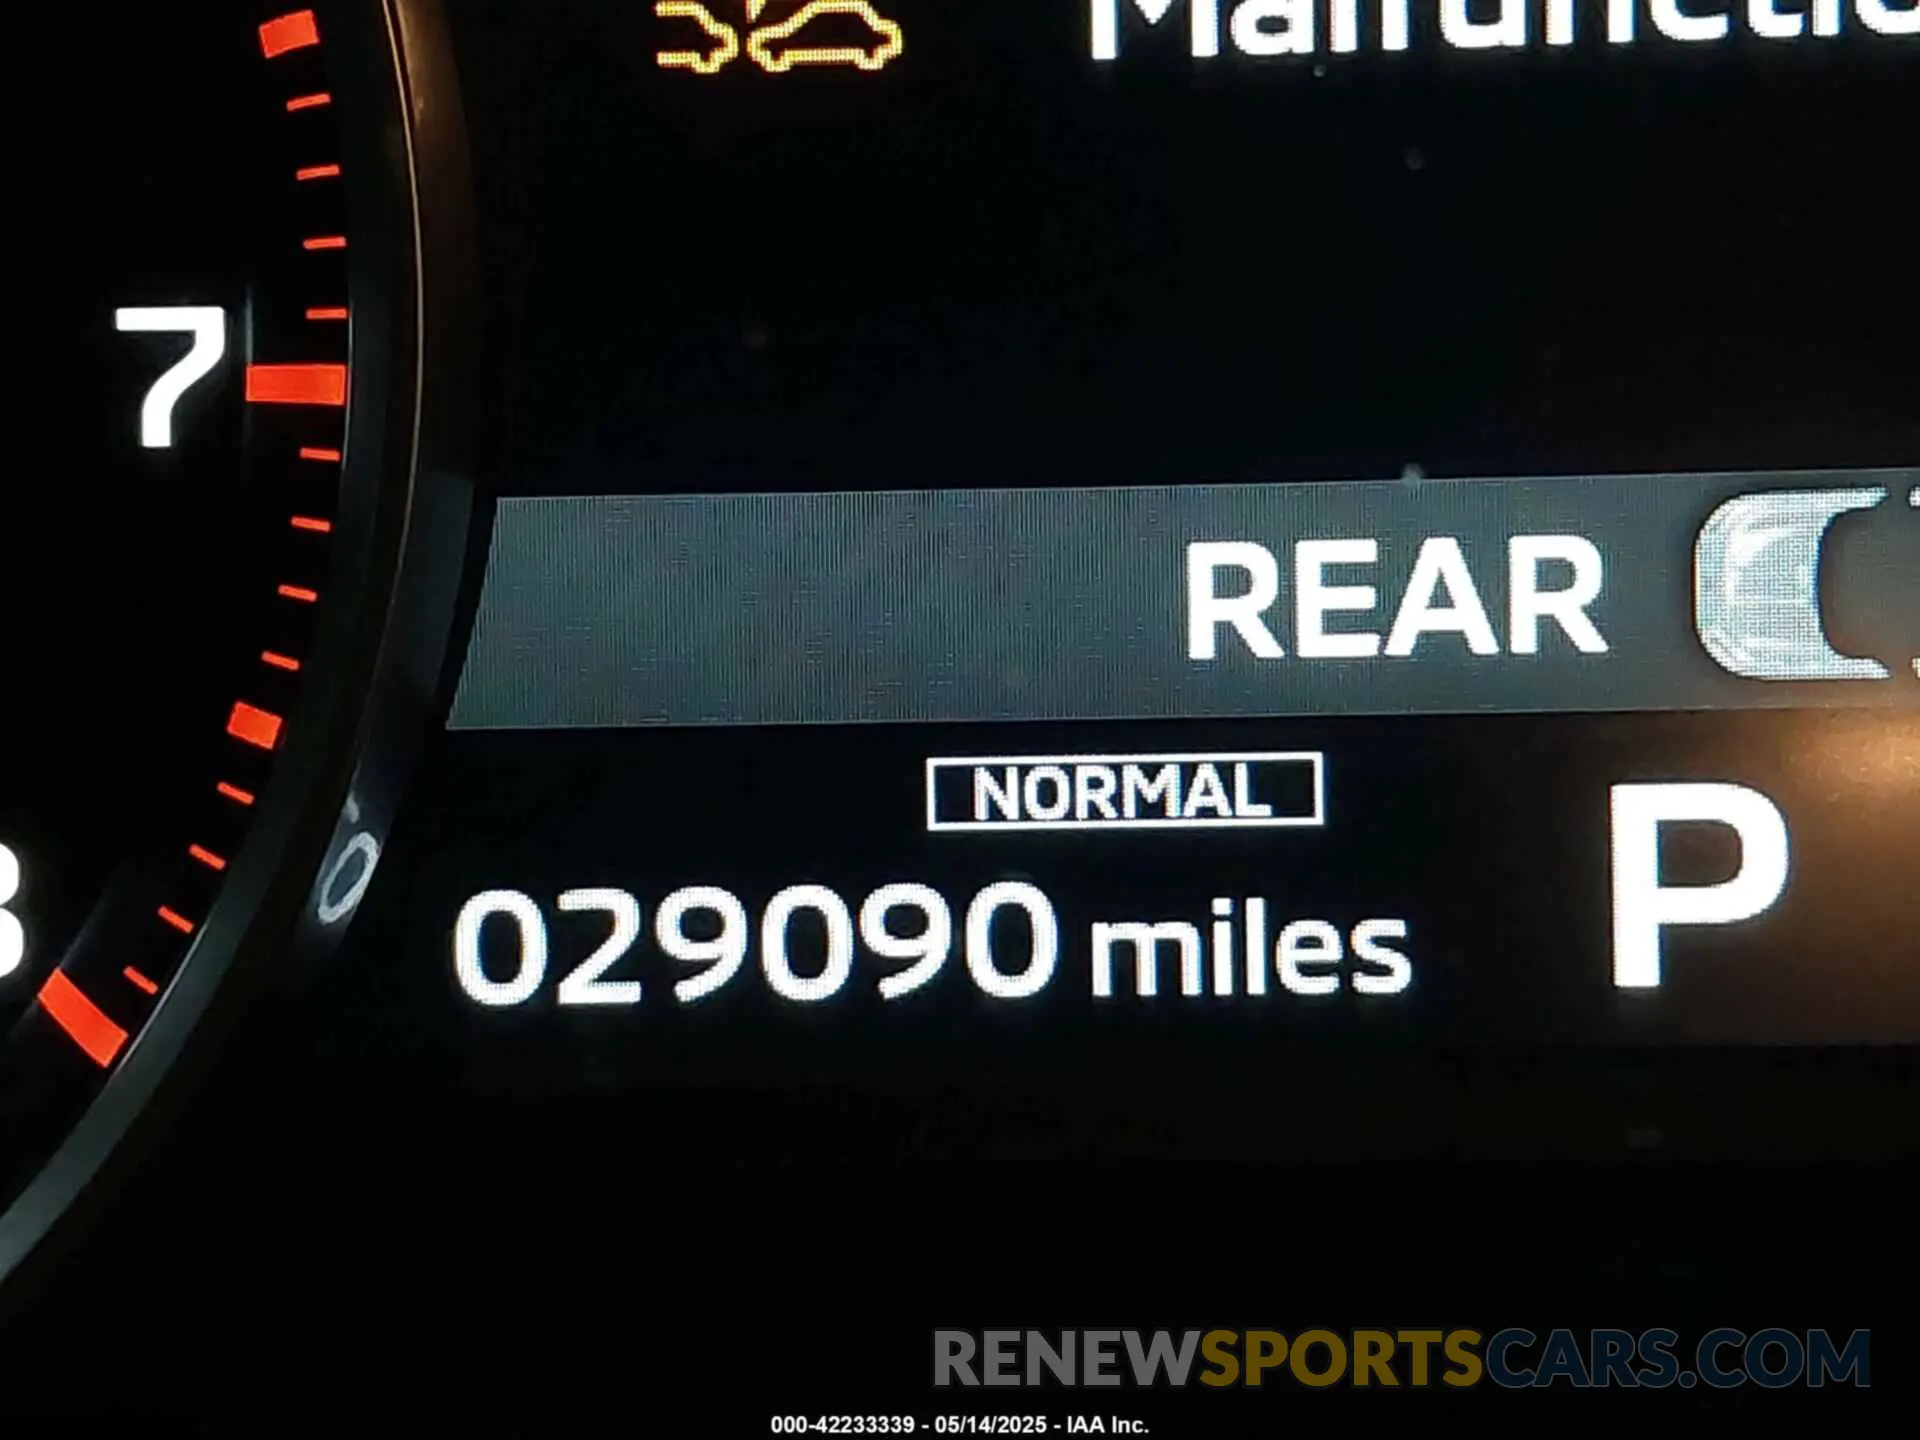 7
REAR
NORMAL
029090 miles
P
RENEWSPORTSCARS.COM
000-42233339 - 05/14/2025 - IAA Inc.